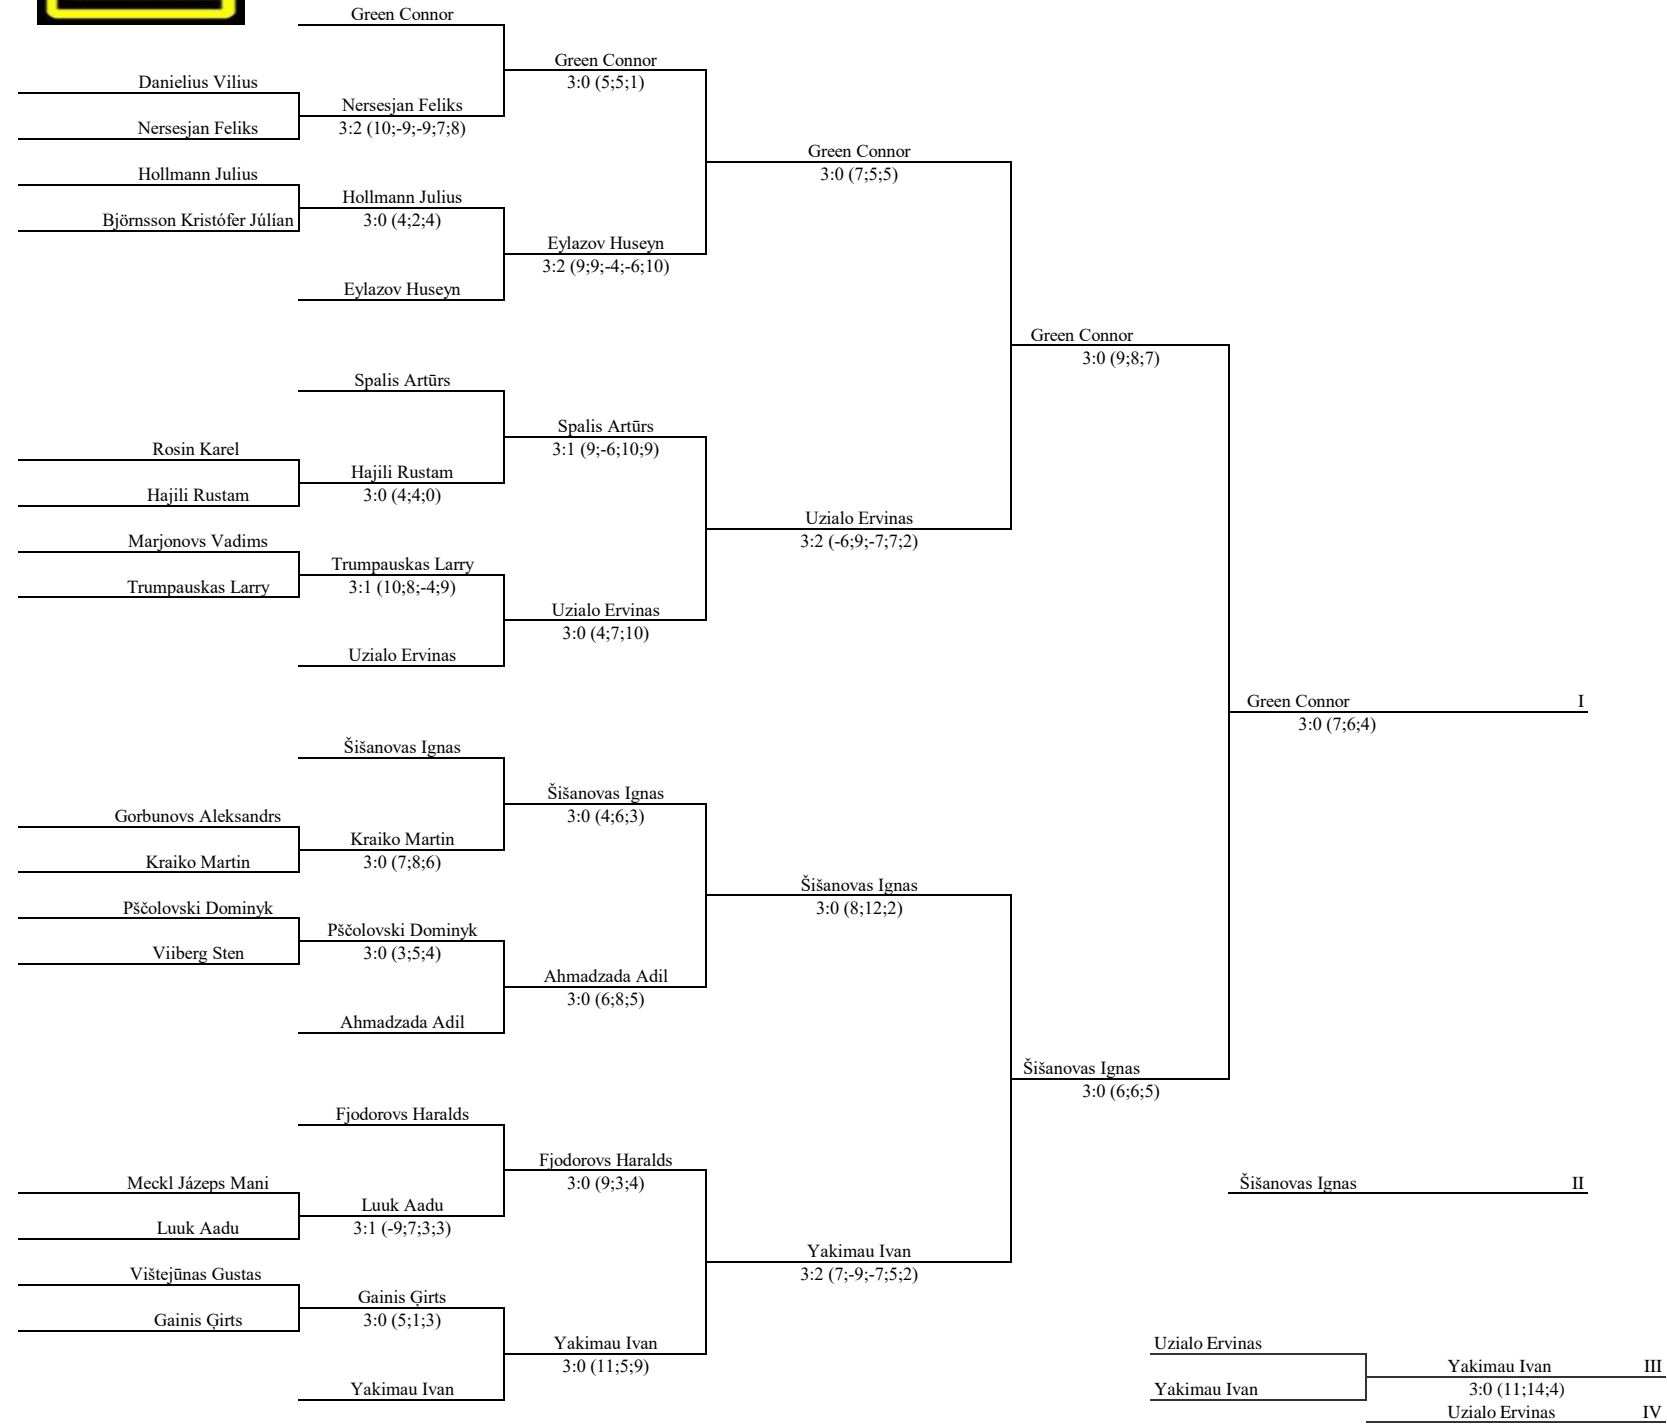 Green Connor
Green Connor
3:0 (5;5;1)
Danielius Vilius
Nersesjan Feliks
3:2 (10;-9;-9;7;8)
Nersesjan Feliks
Green Connor
3:0 (7;5;5)
Hollmann Julius
Hollmann Julius
3:0 (4;2;4)
Björnsson Kristófer Júlían
Eylazov Huseyn
3:2 (9;9;-4;-6;10)
Eylazov Huseyn
Green Connor
3:0 (9;8;7)
Spalis Artūrs
Spalis Artūrs
3:1 (9;-6;10;9)
Rosin Karel
Hajili Rustam
3:0 (4;4;0)
Hajili Rustam
Uzialo Ervinas
3:2 (-6;9;-7;7;2)
Marjonovs Vadims
Trumpauskas Larry
3:1 (10;8;-4;9)
Trumpauskas Larry
Uzialo Ervinas
3:0 (4;7;10)
Uzialo Ervinas
Green Connor I
3:0 (7;6;4)
Šišanovas Ignas
Šišanovas Ignas
3:0 (4;6;3)
Gorbunovs Aleksandrs
Kraiko Martin
3:0 (7;8;6)
Kraiko Martin
Šišanovas Ignas
3:0 (8;12;2)
Pščolovski Dominyk
Pščolovski Dominyk
3:0 (3;5;4)
Viiberg Sten
Ahmadzada Adil
3:0 (6;8;5)
Ahmadzada Adil
Šišanovas Ignas
3:0 (6;6;5)
Fjodorovs Haralds
Fjodorovs Haralds
3:0 (9;3;4)
Meckl Jázeps Mani
Šišanovas Ignas II
Luuk Aadu
3:1 (-9;7;3;3)
Luuk Aadu
Yakimau Ivan
3:2 (7;-9;-7;5;2)
Vištejūnas Gustas
Gainis Ģirts
3:0 (5;1;3)
Gainis Ģirts
Yakimau Ivan
3:0 (11;5;9)
Yakimau Ivan
Uzialo Ervinas
Yakimau Ivan III
3:0 (11;14;4)
Yakimau Ivan
Uzialo Ervinas IV